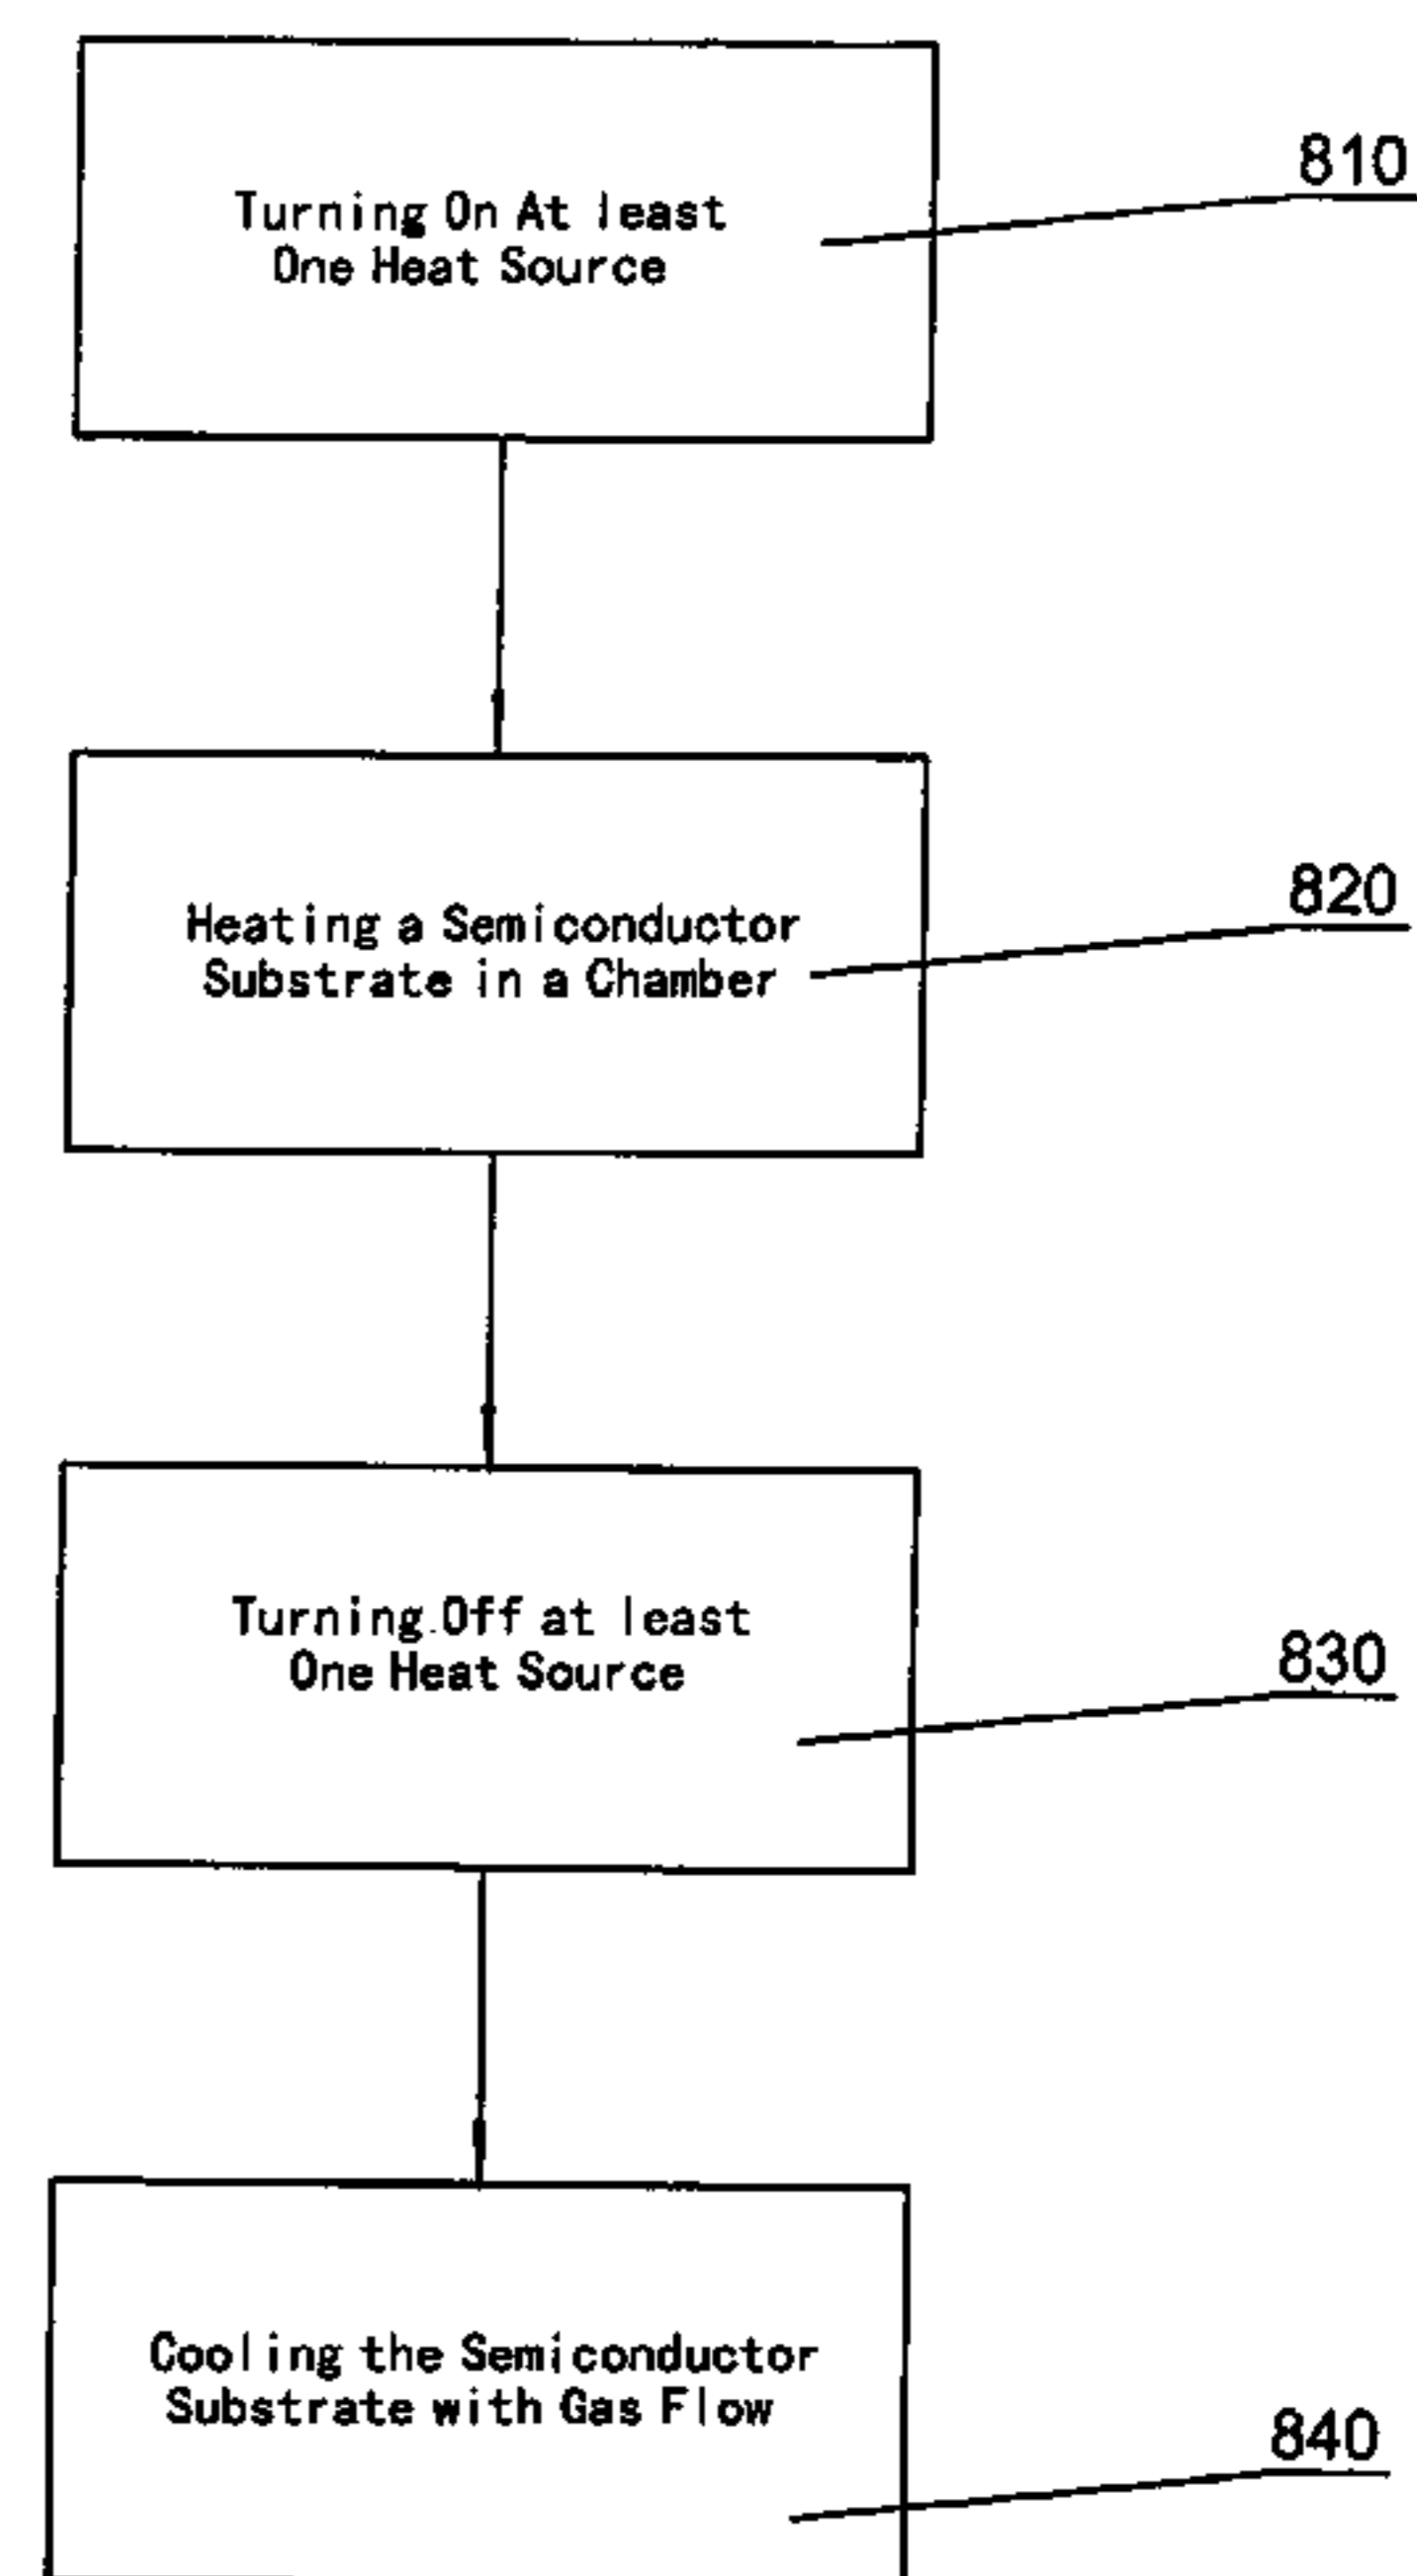 810
Turning On At least
One Heat Source
820
Heating a Semiconductor
Substrate in a Chamber
830
Turning Off at least
One Heat Source
Cooling the Semiconductor
Substrate with Gas Flow
840